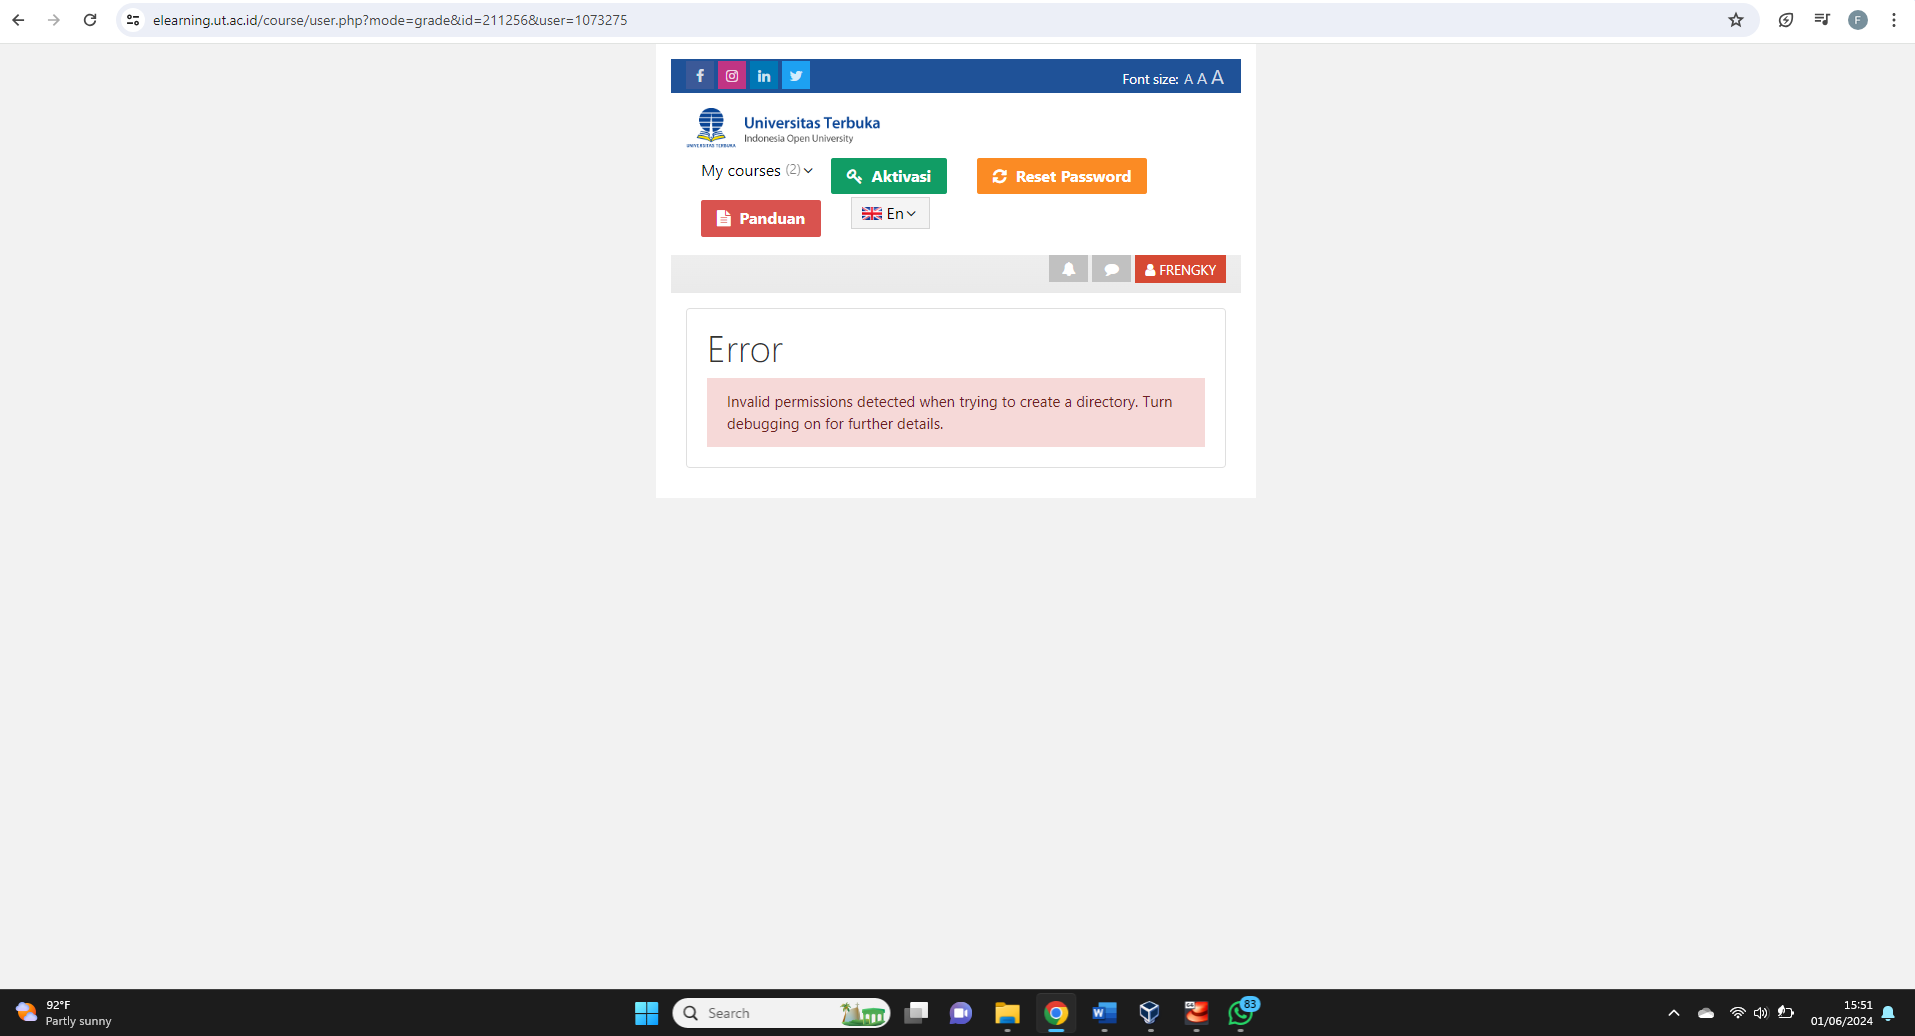 elearning.ut.ac.id/course/user.php?mode=grade&id=211256&user=1073275
F
Font size: A A A
Universitas Terbuka
Indonesia Open University
UNIVERSITAS TERBUKA
My courses (2)
Aktivasi
Reset Password
Panduan
En
FRENGKY
Error
Invalid permissions detected when trying to create a directory. Turn
debugging on for further details.
92°F
Partly sunny
Search
W
83
15:51
01/06/2024